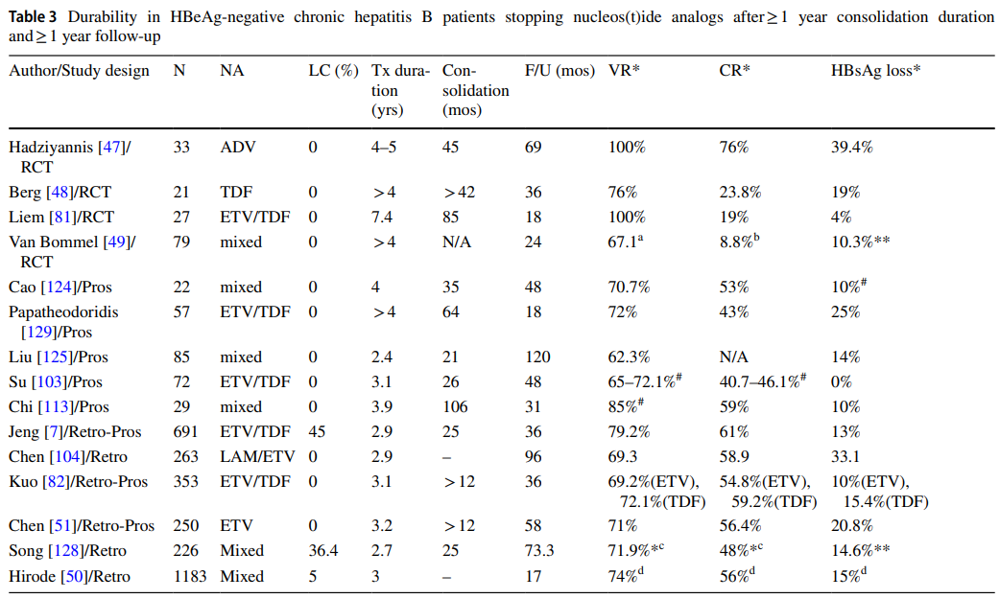 Table 3 Durability in HBeAg-negative chronic hepatitis B patients stopping nucleos(t)ide analogs after ≥ 1 year consolidation duration
and ≥ 1 year follow-up
Author/Study design N NA LC (%) Tx dura- Con- F/U (mos) VR* CR* HBsAg loss*
tion solidation
(yrs) (mos)
Hadziyannis [47]/ 33 ADV 0 4–5 45 69 100% 76% 39.4%
RCT
Berg [48]/RCT 21 TDF 0 > 4 > 42 36 76% 23.8% 19%
Liem [81]/RCT 27 ETV/TDF 0 7.4 85 18 100% 19% 4%
Van Bommel [49]/ 79 mixed 0 > 4 N/A 24 67.1a 8.8%b 10.3%**
RCT
Cao [124]/Pros 22 mixed 0 4 35 48 70.7% 53% 10%#
Papatheodoridis 57 ETV/TDF 0 > 4 64 18 72% 43% 25%
[129]/Pros
Liu [125]/Pros 85 mixed 0 2.4 21 120 62.3% N/A 14%
Su [103]/Pros 72 ETV/TDF 0 3.1 26 48 65–72.1%# 40.7–46.1%# 0%
Chi [113]/Pros 29 mixed 0 3.9 106 31 85%# 59% 10%
Jeng [7]/Retro-Pros 691 ETV/TDF 45 2.9 25 36 79.2% 61% 13%
Chen [104]/Retro 263 LAM/ETV 0 2.9 – 96 69.3 58.9 33.1
Kuo [82]/Retro-Pros 353 ETV/TDF 0 3.1 > 12 36 69.2%(ETV), 54.8%(ETV), 10%(ETV),
72.1%(TDF) 59.2%(TDF) 15.4%(TDF)
Chen [51]/Retro-Pros 250 ETV 0 3.2 > 12 58 71% 56.4% 20.8%
Song [128]/Retro 226 Mixed 36.4 2.7 25 73.3 71.9%*c 48%*c 14.6%**
Hirode [50]/Retro 1183 Mixed 5 3 – 17 74%d 56%d 15%d